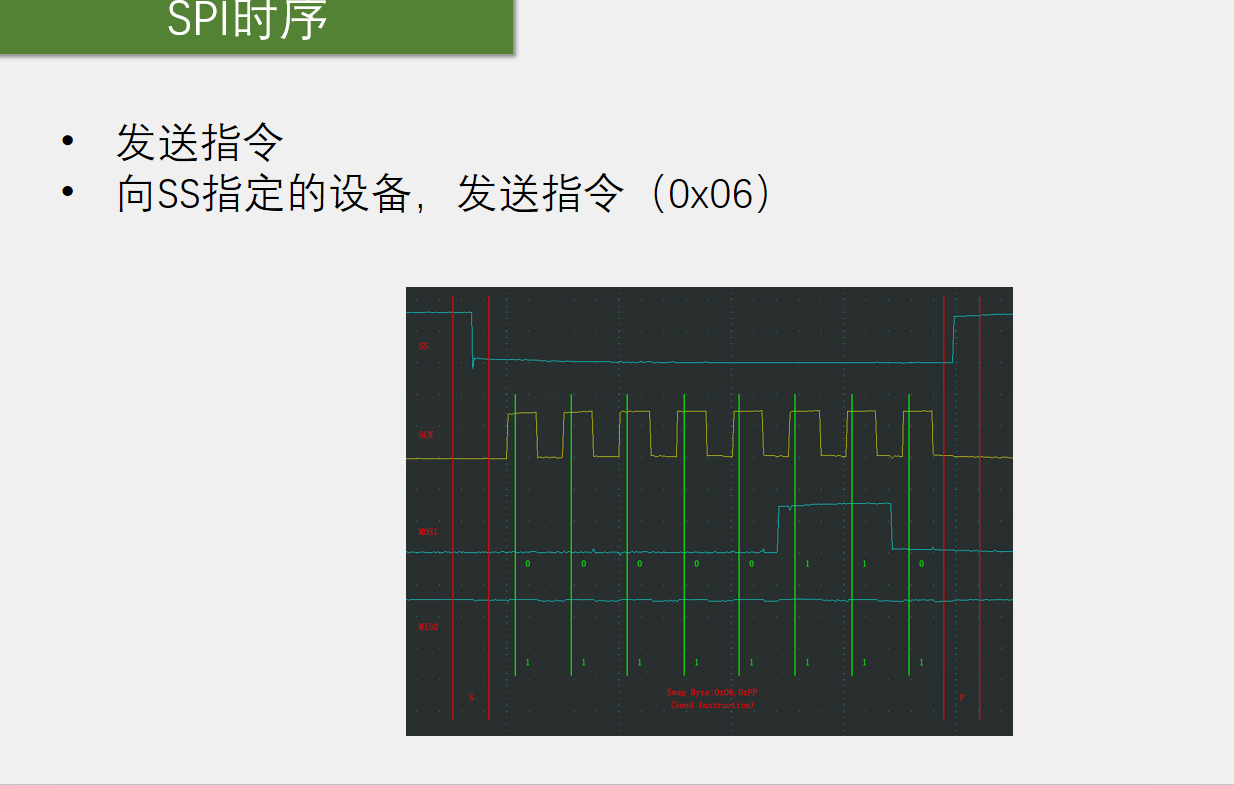 SPI时序
• 发送指令
• 向SS指定的设备，发送指令（0x06）
SS
SCK
MOSI
0 0 0 0 0 1 1 0
MISO
1 1 1 1 1 1 1 1
S
Swap Byte:0x06,0xFF
P
(Send Instruction)